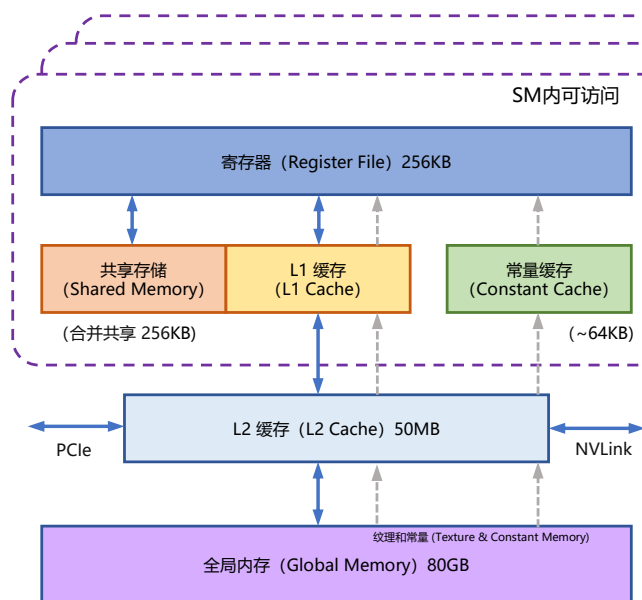 SM内可访问
寄存器（Register File）256KB
共享存储
（Shared Memory）
L1 缓存
（L1 Cache）
常量缓存
（Constant Cache）
（合并共享 256KB）
（~64KB）
L2 缓存（L2 Cache）50MB
PCIe
NVLink
纹理和常量 (Texture & Constant Memory)
全局内存（Global Memory）80GB